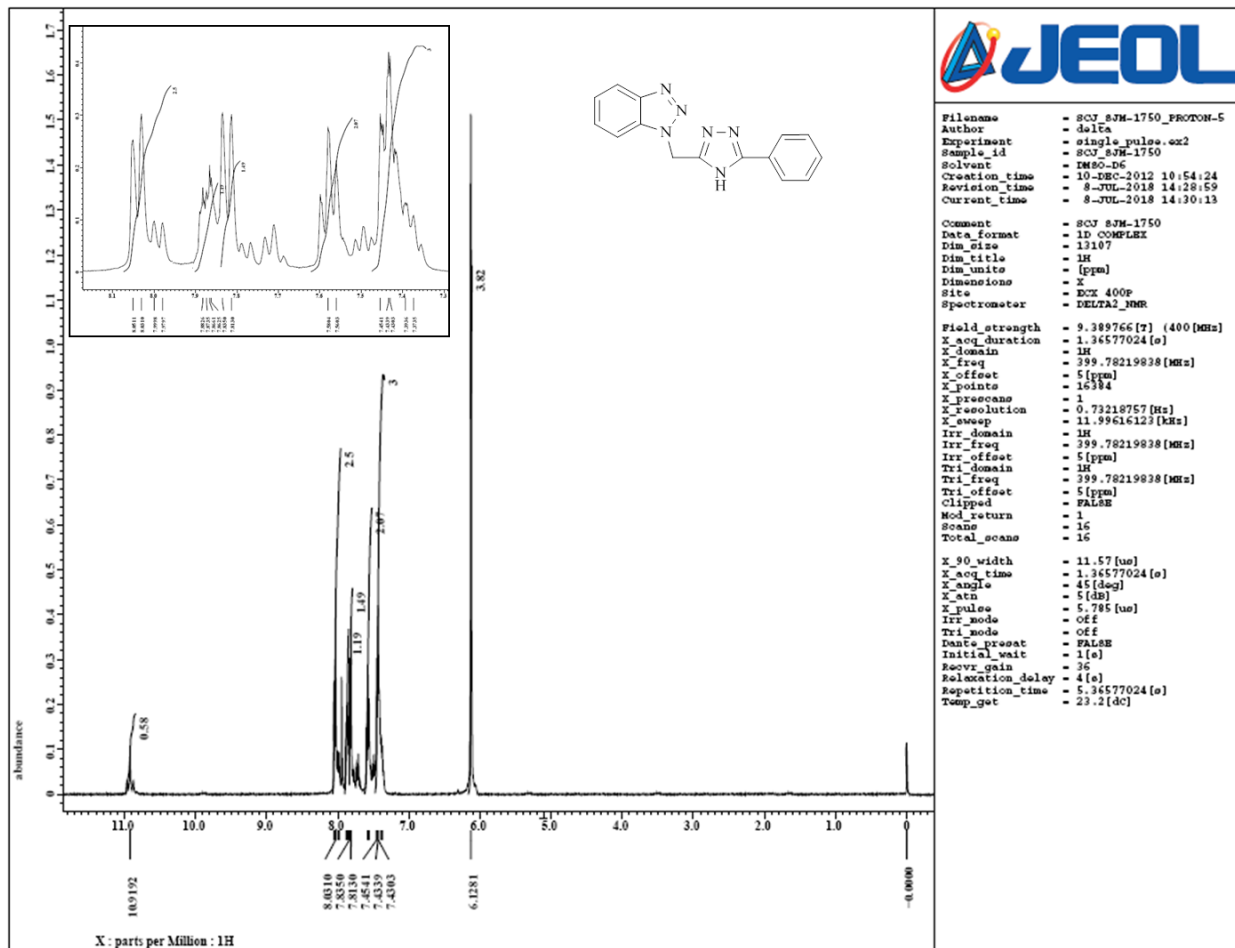 JEOL
Filename = SCJ_SJM-1750_PROTON-5
Author = delta
Experiment = single_pulse.ex2
Sample_id = SCJ_SJM-1750
Solvent = DMSO-D6
Creation_time = 10-DEC-2012 10:54:24
Revision_time = 8-JUL-2018 14:28:59
Current_time = 8-JUL-2018 14:30:13
Comment = SCJ SJM-1750
Data_format = 1D COMPLEX
Dim_size = 13107
Dim_title = 1H
Dim_units = [ppm]
Dimensions = X
Site = ECX 400P
Spectrometer = DELTA2_NMR
Field_strength = 9.389766[T] (400[MHz]
X_acq_duration = 1.36577024[s]
X_domain = 1H
X_freq = 399.78219838[MHz]
X_offset = 5[ppm]
X_points = 16384
X_prescans = 1
X_resolution = 0.73218757[Hz]
X_sweep = 11.99616123[kHz]
Irr_domain = 1H
Irr_freq = 399.78219838[MHz]
Irr_offset = 5[ppm]
Tri_domain = 1H
Tri_freq = 399.78219838[MHz]
Tri_offset = 5[ppm]
Clipped = FALSE
Mod_return = 1
Scans = 16
Total_scans = 16
X_90_width = 11.57[us]
X_acq_time = 1.36577024[s]
X_angle = 45[deg]
X_atn = 5[dB]
X_pulse = 5.785[us]
Irr_mode = Off
Tri_mode = Off
Dante_presat = FALSE
Initial_wait = 1[s]
Recvr_gain = 36
Relaxation_delay = 4[s]
Repetition_time = 5.36577024[s]
Temp_get = 23.2[dC]
N
N
N
N
N
N
H
1.7
1.6
1.5
1.4
1.3
1.2
1.1
1.0
0.9
0.8
0.7
0.6
0.5
0.4
0.3
0.2
0.1
0
abundance
0.58
2.5
1.19
1.49
2.07
3
3.82
11.0 10.0 9.0 8.0 7.0 6.0 5.0 4.0 3.0 2.0 1.0 0
10.9192
8.0310
7.8350
7.8130
7.4541
7.4339
7.4303
6.1281
-0.0000
X : parts per Million : 1H